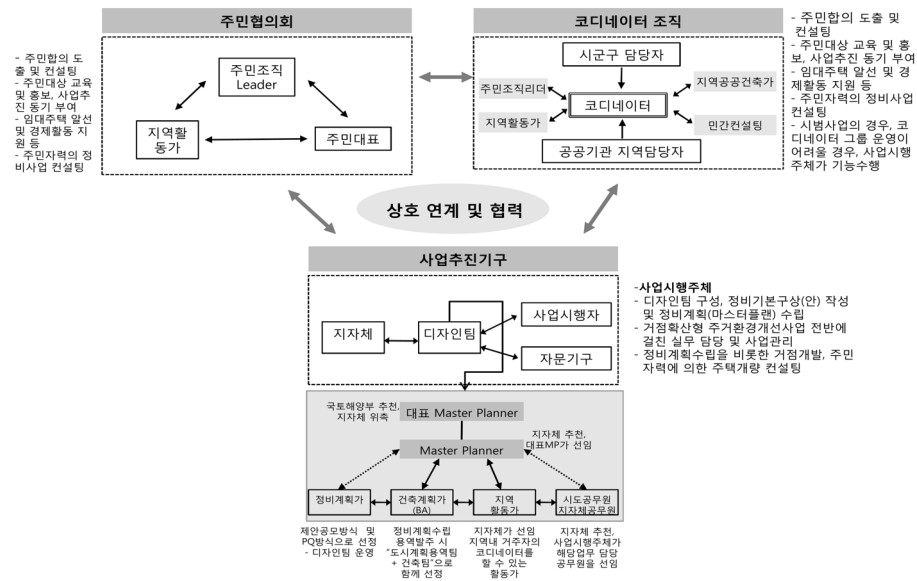 주민협의회
- 주민합의 도
출 및 컨설팅
- 주민대상 교육
및 홍보, 사업추
진 동기 부여
- 임대주택 알선
및 경제활동 지
원 등
- 주민자력의 정
비사업 컨설팅
주민조직
Leader
지역활
동가
주민대표
코디네이터 조직
시군구 담당자
주민조직리더
지역공공건축가
코디네이터
지역활동가
민간컨설팅
공공기관 지역담당자
- 주민합의 도출 및
컨설팅
- 주민대상 교육 및 홍
보, 사업추진 동기 부여
- 임대주택 알선 및 경
제활동 지원 등
- 주민자력의 정비사업
컨설팅
- 시범사업의 경우, 코
디네이터 그룹 운영이
어려울 경우, 사업시행
주체가 기능수행
상호 연계 및 협력
사업추진기구
지자체
디자인팀
사업시행자
자문기구
-사업시행주체
- 디자인팀 구성, 정비기본구상(안) 작성
및 정비계획(마스터플랜) 수립
- 거점확산형 주거환경개선사업 전반에
걸친 실무 담당 및 사업관리
- 정비계획수립을 비롯한 거점개발, 주민
자력에 의한 주택개량 컨설팅
국토해양부 추천,
지자체 위촉
대표 Master Planner
Master Planner
지자체 추천,
대표MP가 선임
정비계획가
건축계획가
(BA)
지역
활동가
시도공무원
지자체공무원
제안공모방식 및
PQ방식으로 선정
- 디자인팀 운영
정비계획수립
용역발주 시
"도시계획용역팀
+ 건축팀"으로
함께 선정
지자체가 선임
지역내 거주자의
코디네이터를
할 수 있는
활동가
지자체 추천,
사업시행주체가
해당업무 담당
공무원을 선임